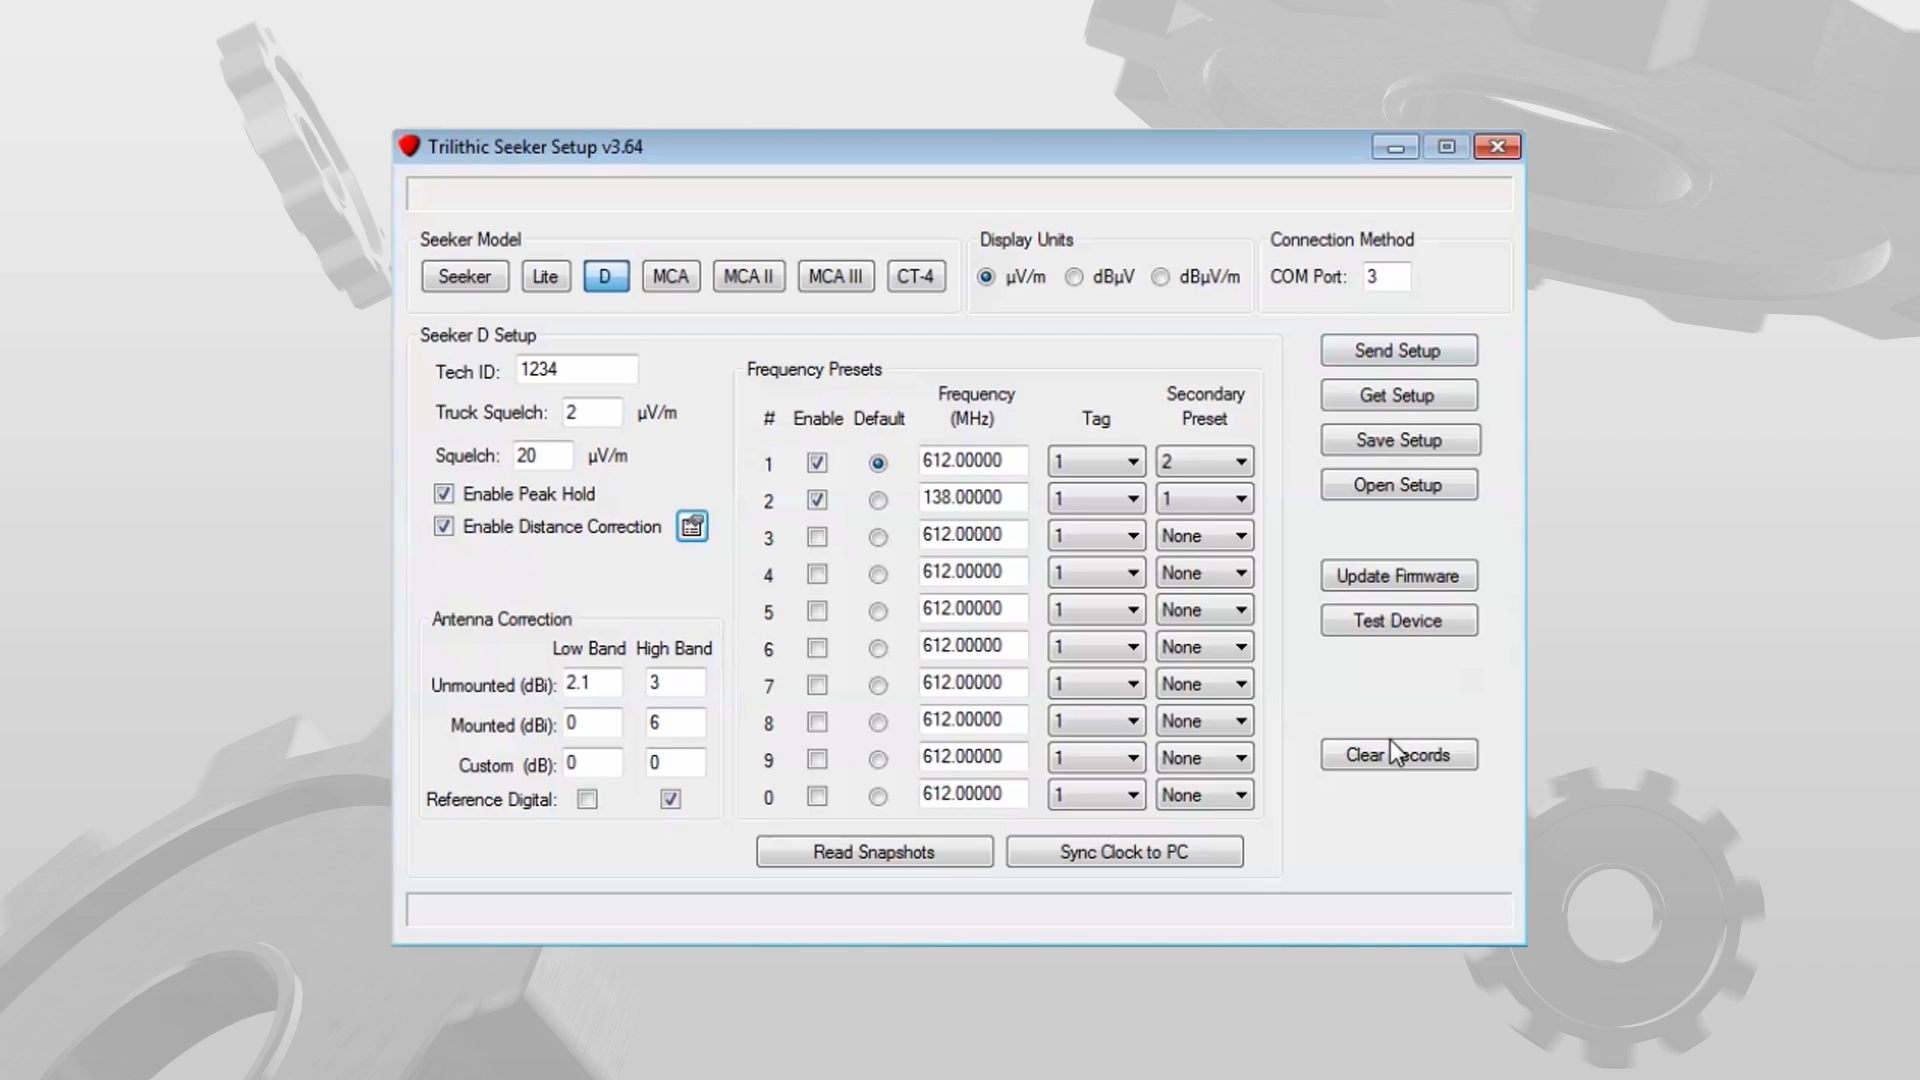 Trilithic Seeker Setup v3.64
Seeker Model
Seeker Lite D MCA MCA II MCA III CT-4
Display Units
µV/m dBµV dBµV/m
Connection Method
COM Port: 3
Seeker D Setup
Tech ID: 1234
Truck Squelch: 2 µV/m
Squelch: 20 µV/m
Enable Peak Hold
Enable Distance Correction
Antenna Correction
Low Band High Band
Unmounted (dBi): 2.1 3
Mounted (dBi): 0 6
Custom (dB): 0 0
Reference Digital:
Frequency Presets
# Enable Default Frequency (MHz) Tag Secondary Preset
1 612.00000 1 2
2 138.00000 1 1
3 612.00000 1 None
4 612.00000 1 None
5 612.00000 1 None
6 612.00000 1 None
7 612.00000 1 None
8 612.00000 1 None
9 612.00000 1 None
0 612.00000 1 None
Read Snapshots Sync Clock to PC
Send Setup
Get Setup
Save Setup
Open Setup
Update Firmware
Test Device
Clear Records